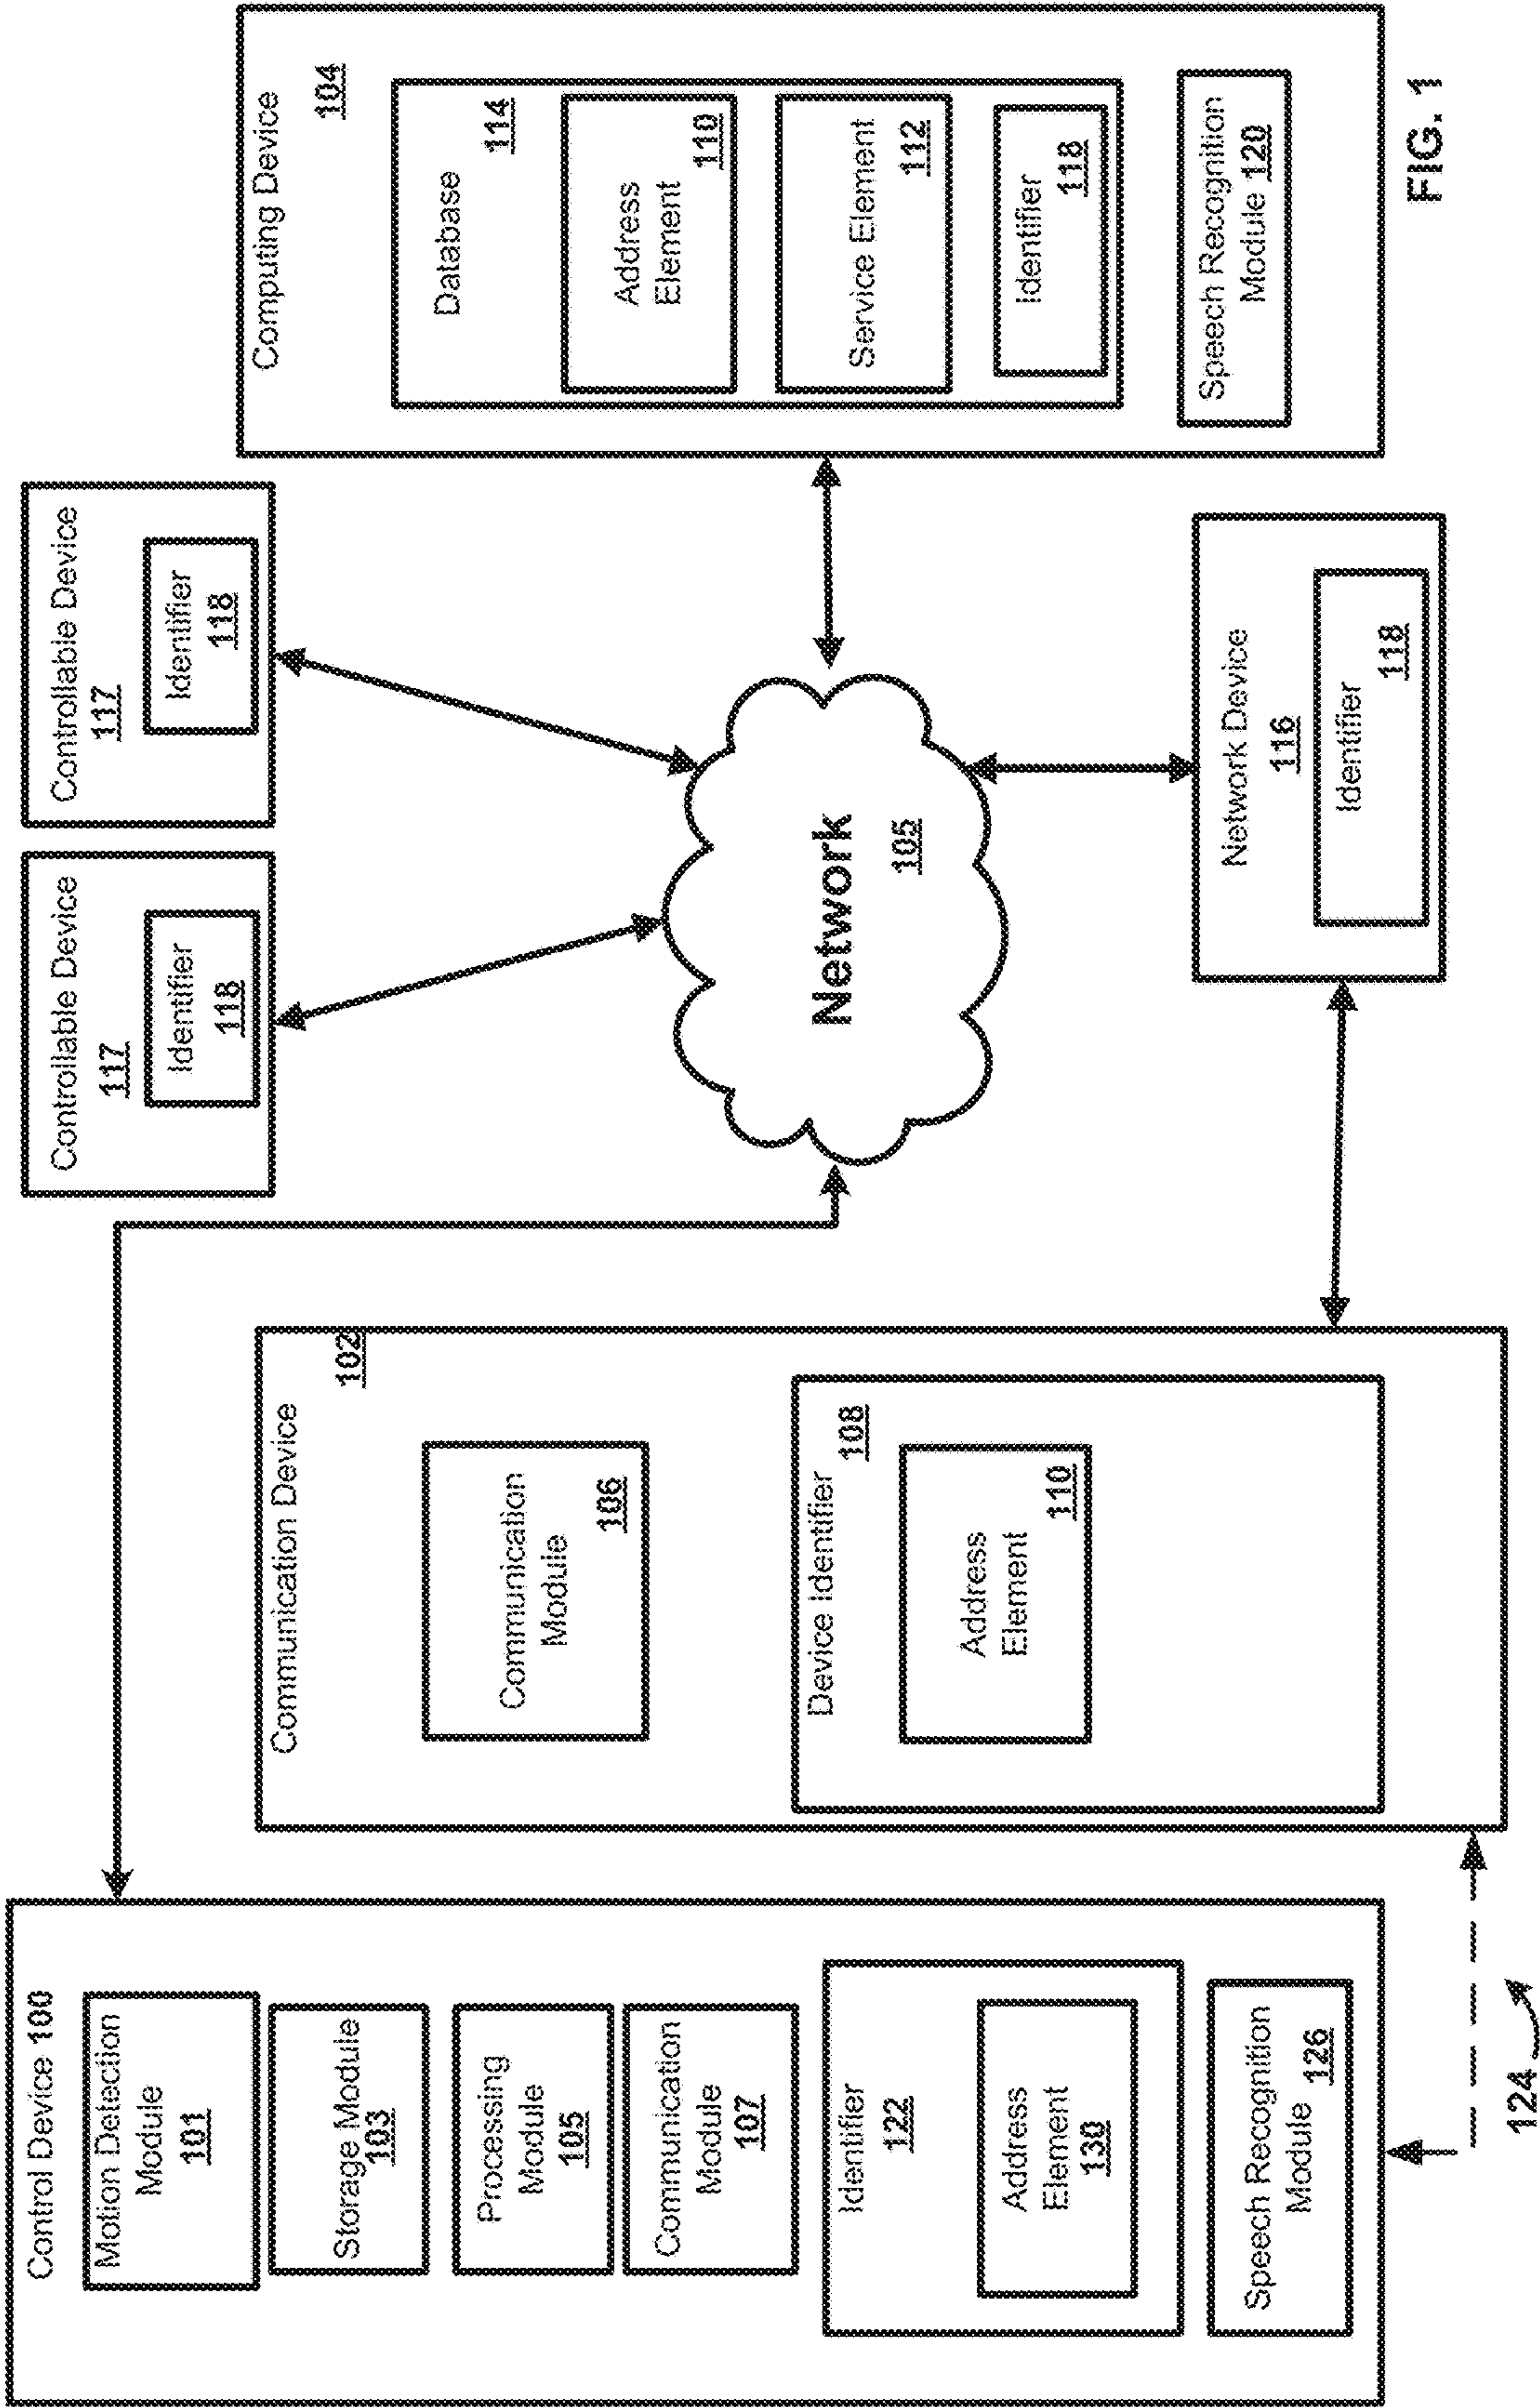 Control Device 100
Motion Detection
Module
101
Storage Module
103
Processing
Module
105
Communication
Module
107
Identifier
122
Address
Element
130
Speech Recognition
Module 126
124
Communication Device
102
Communication
Module
106
Device Identifier
108
Address
Element
110
Controllable Device
117
Identifier
118
Controllable Device
117
Identifier
118
Network
105
Network Device
116
Identifier
118
Computing Device
104
Database
114
Address
Element
110
Service Element
112
Identifier
118
Speech Recognition
Module 120
FIG. 1